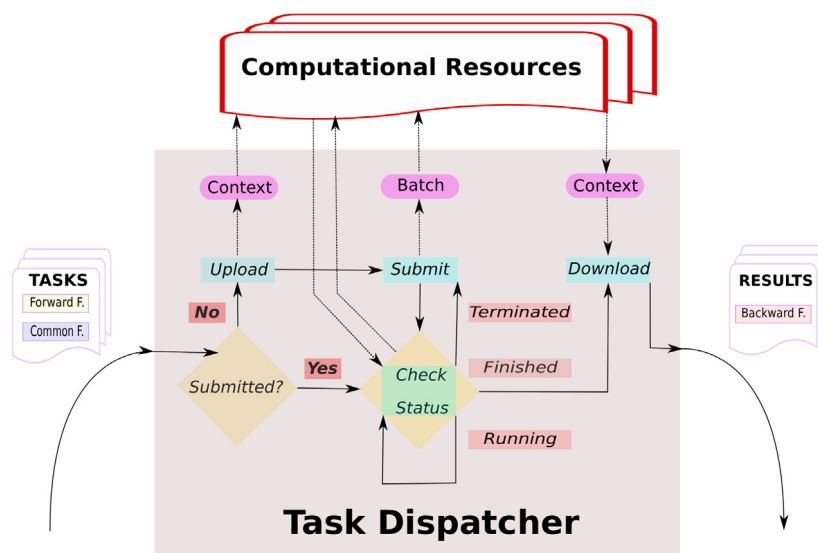 Computational Resources
Context
Batch
Context
Upload
Submit
Download
TASKS
Forward F.
Common F.
RESULTS
Backward F.
No
Terminated
Submitted?
Yes
Check
Status
Finished
Running
Task Dispatcher